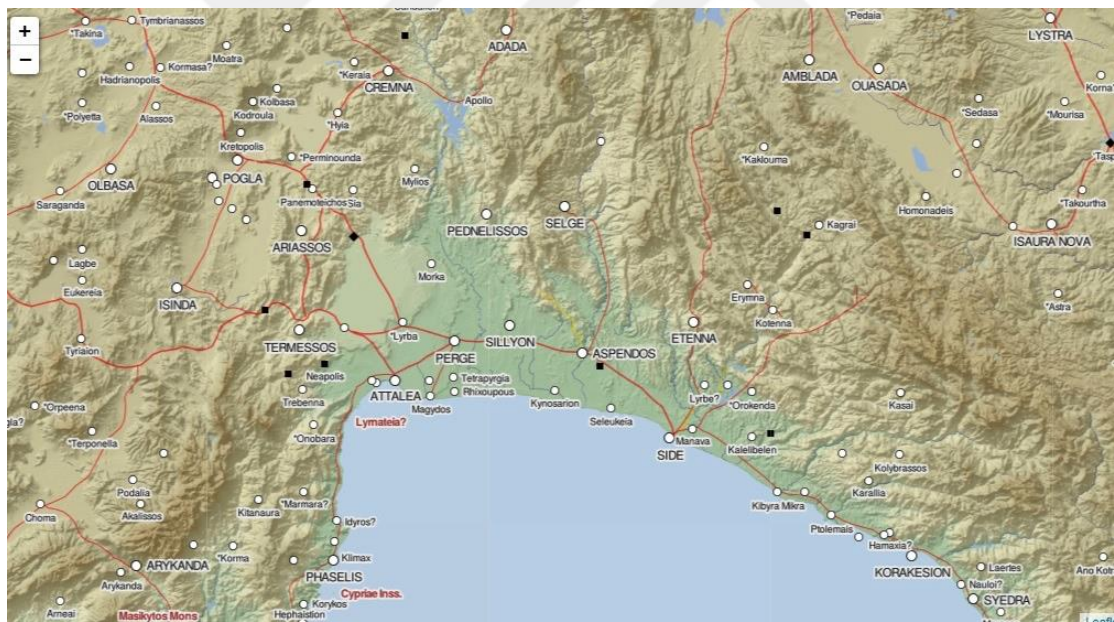 +
−
*Takina
Tymbrianassos
ADADA
*Pedaia
LYSTRA
Moatra
Hadrianopolis
Kormasa?
*Keraia
CREMNA
AMBLADA
OUASADA
Korna
*Polyetta
Alassos
Kolbasa
Kodroula
Apollo
*Sedasa
*Mourisa
*Hyia
Kretopolis
*Perminounda
*Kaklouma
*Tasp
OLBASA
POGLA
Mylios
Saraganda
Panemoteichos
Sia
Homonadeis
*Takourtha
PEDNELISSOS
SELGE
Kagrai
ARIASSOS
ISAURA NOVA
Lagbe
Morka
Eukereia
ISINDA
Erymna
*Astra
Kotenna
Tyriaion
TERMESSOS
*Lyrba
PERGE
SILLYON
ASPENDOS
ETENNA
Neapolis
Tetrapyrgia
Trebenna
ATTALEA
Rhixoupous
Magydos
Kynosarion
Lyrbe?
*Orokenda
Kasai
*Orpeena
Lymateia?
Seleukeia
gla?
*Terponella
*Onobara
Manava
Kalelibelen
SIDE
Kolybrassos
Podalia
Karallia
Akalissos
Kitanaura
*Marmara?
Kibyra Mikra
Choma
Idyros?
Ptolemais
Hamaxia?
*Korma
Klimax
ARYKANDA
PHASELIS
KORAKESION
Laertes
Ano Kotr
Arykanda
Nauloi?
Cypriae Inss.
SYEDRA
Arneai
Masikytos Mons
Korykos
Hephaistion
Leafl